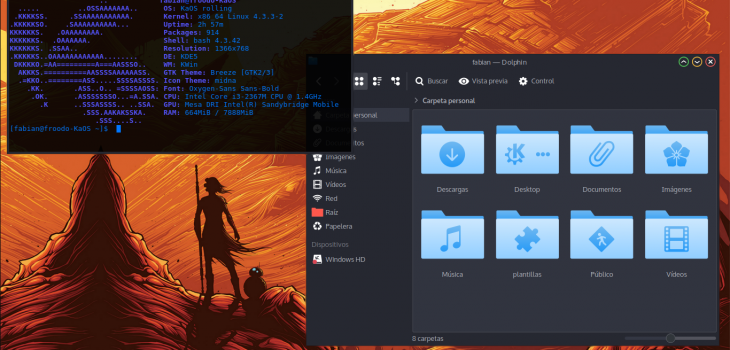 fabian@froodo-KaOS
OS: KaOS rolling
Kernel: x86_64 Linux 4.3.3-2
Uptime: 2h 57m
Packages: 914
Shell: bash 4.3.42
Resolution: 1366x768
DE: KDE5
WM: KWin
GTK Theme: Breeze [GTK2/3]
Icon Theme: midna
Font: Oxygen-Sans Sans-Bold
CPU: Intel Core i3-2367M CPU @ 1.4GHz
GPU: Mesa DRI Intel(R) Sandybridge Mobile
RAM: 664MiB / 7888MiB
[fabian@froodo-KaOS ~]$
fabian — Dolphin
Buscar
Vista previa
Control
Carpeta personal
Imágenes
Música
Vídeos
Red
Raíz
Papelera
Dispositivos
Windows HD
Descargas
Desktop
Documentos
Imágenes
Música
plantillas
Público
Vídeos
8 carpetas